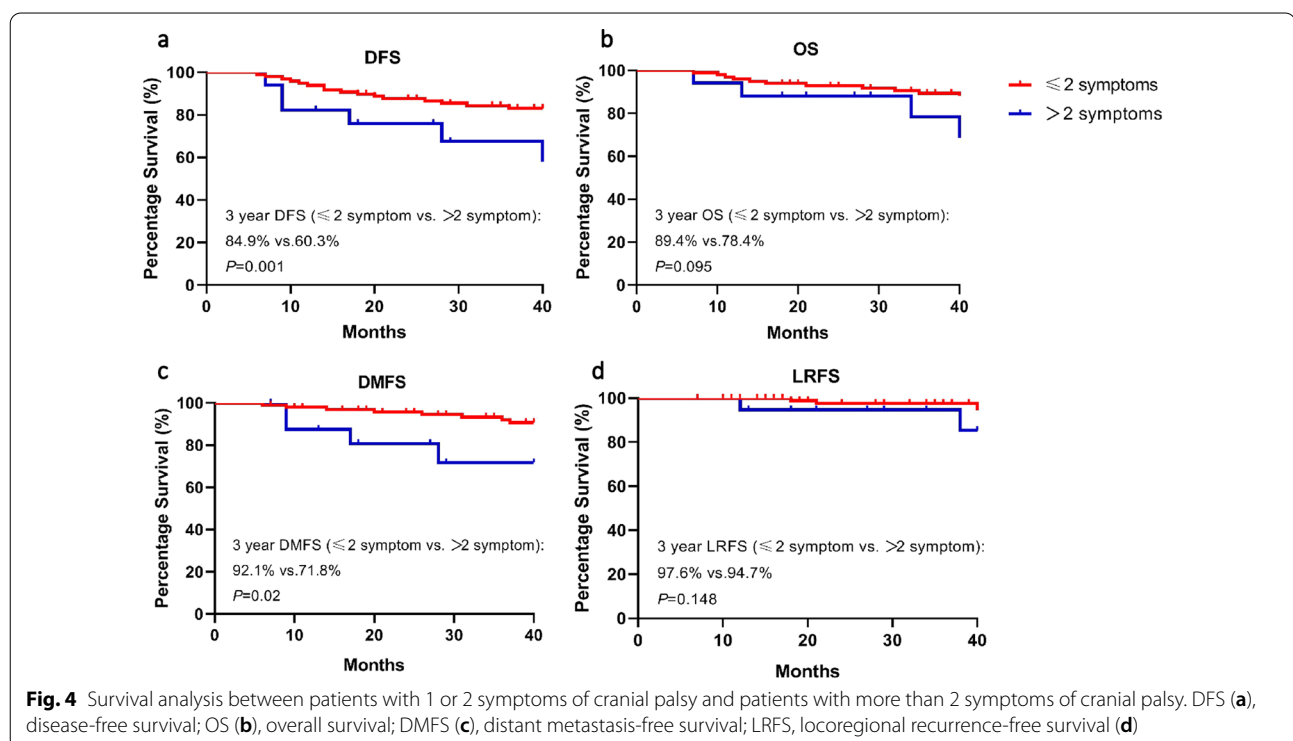 a
DFS
Percentage Survival (%)
100
80
60
40
20
0
3 year DFS (≤ 2 symptom vs. >2 symptom):
84.9% vs.60.3%
P=0.001
0 10 20 30 40
Months
b
OS
Percentage Survival (%)
100
80
60
40
20
0
3 year OS (≤ 2 symptom vs. >2 symptom):
89.4% vs.78.4%
P=0.095
0 10 20 30 40
Months
≤2 symptoms
>2 symptoms
c
DMFS
Percentage Survival (%)
100
80
60
40
20
0
3 year DMFS (≤2 symptom vs. >2 symptom):
92.1% vs.71.8%
P=0.02
0 10 20 30 40
Months
d
LRFS
Percentage Survival (%)
100
80
60
40
20
0
3 year LRFS (≤2 symptom vs. >2 symptom):
97.6% vs.94.7%
P=0.148
0 10 20 30 40
Months
Fig. 4 Survival analysis between patients with 1 or 2 symptoms of cranial palsy and patients with more than 2 symptoms of cranial palsy. DFS (a),
disease-free survival; OS (b), overall survival; DMFS (c), distant metastasis-free survival; LRFS, locoregional recurrence-free survival (d)